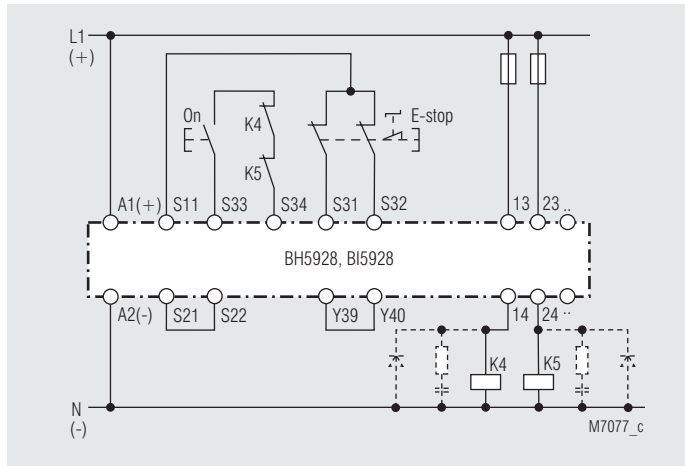 L1
(+)
On
K4
K5
E-stop
A1(+) S11 S33 S34 S31 S32 13 23 ..
BH5928, BI5928
A2(-) S21 S22 Y39 Y40 14 24 ..
K4 K5
N
(-)
M7077_c